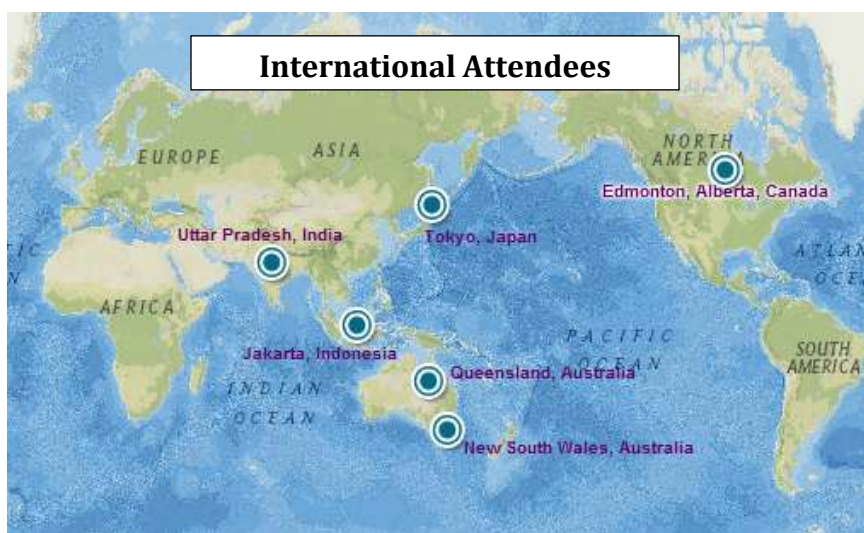 International Attendees
NORTH
AMERICA
EUROPE
ASIA
Edmonton, Alberta, Canada
Uttar Pradesh, India
Tokyo, Japan
OCEAN
AFRICA
PACIFIC
OCEAN
Jakarta, Indonesia
SOUTH
AMERICA
Queensland, Australia
INDIAN
OCEAN
New South Wales, Australia